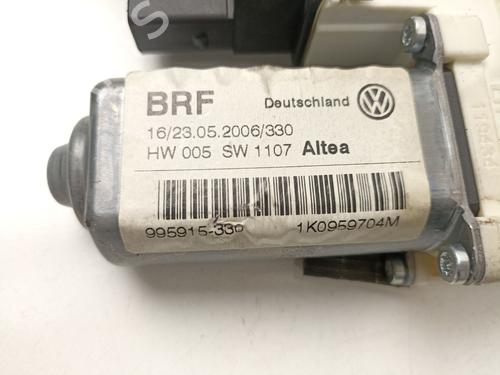 BRF Deutschland
16/23.05.2006/330
HW 005 SW 1107 Altea
995915-330 1K0959704M